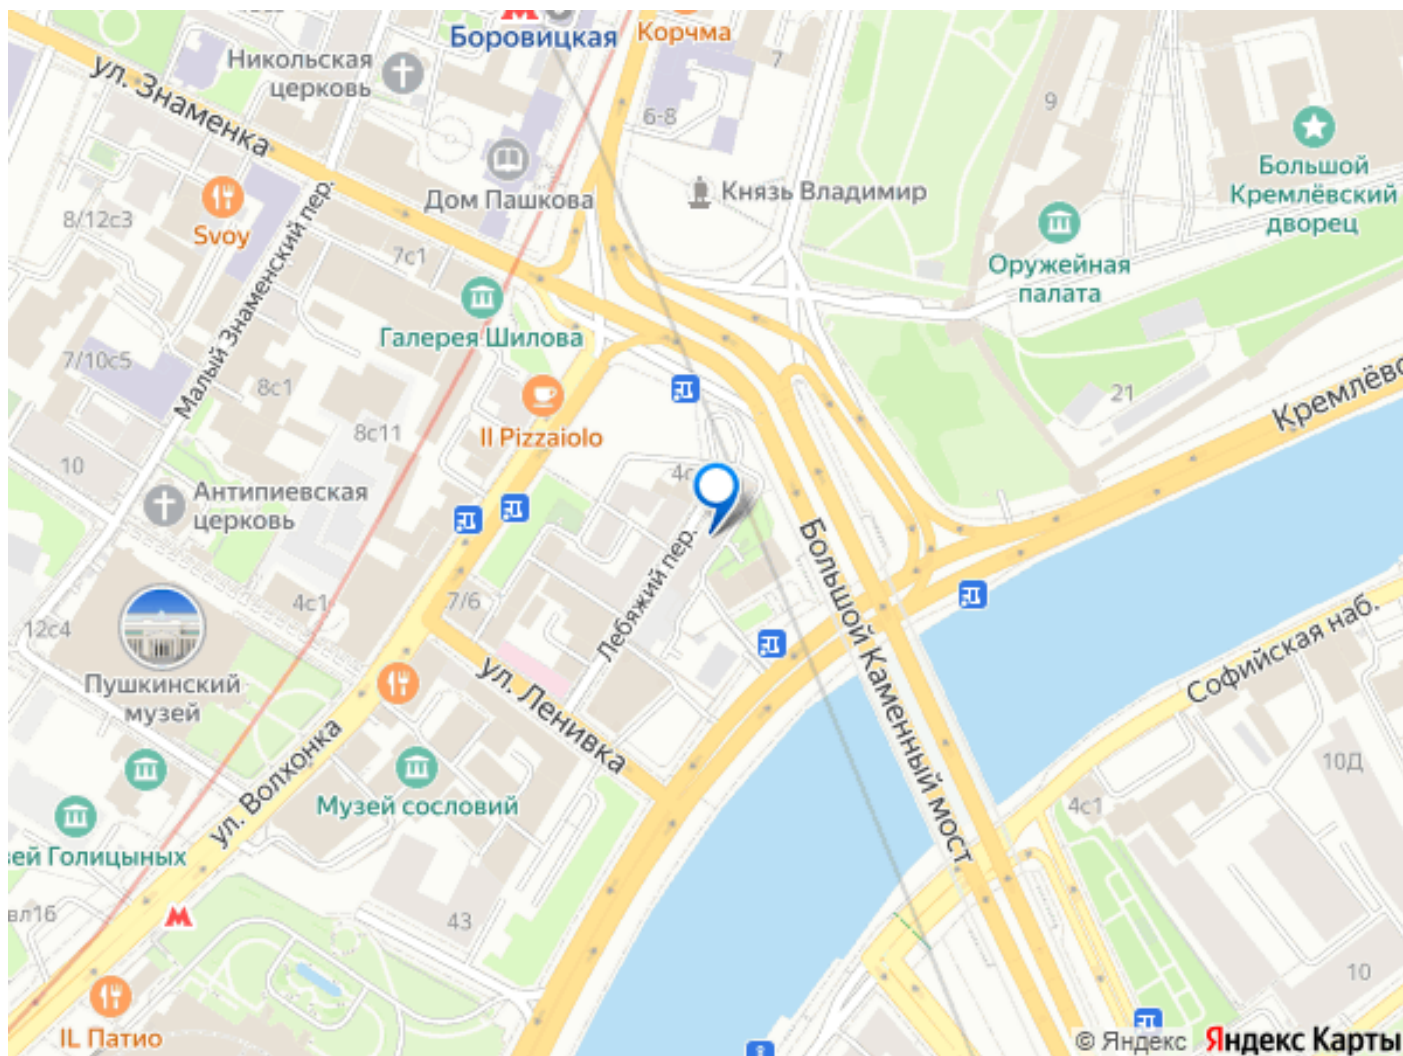 Боровицкая
Корчма
7
Никольская
церковь
ул. Знаменка
6-8
9
Большой
Кремлёвский
дворец
Дом Пашкова
Князь Владимир
8/12с3
Svoy
7с1
Малый Знаменский пер.
Оружейная
палата
Галерея Шилова
7/10с5
8с1
21
8с11
Il Pizzaiolo
10
4с
Антипиевская
церковь
Лебяжий пер.
Большой Каменный мост
4с1
7/6
12с4
Пушкинский
музей
ул. Ленивка
Софийская наб.
ул. Волхонка
Музей сословий
10Д
4с1
ей Голицыных
вл16
43
10
IL Патио
© Яндекс Яндекс Карты